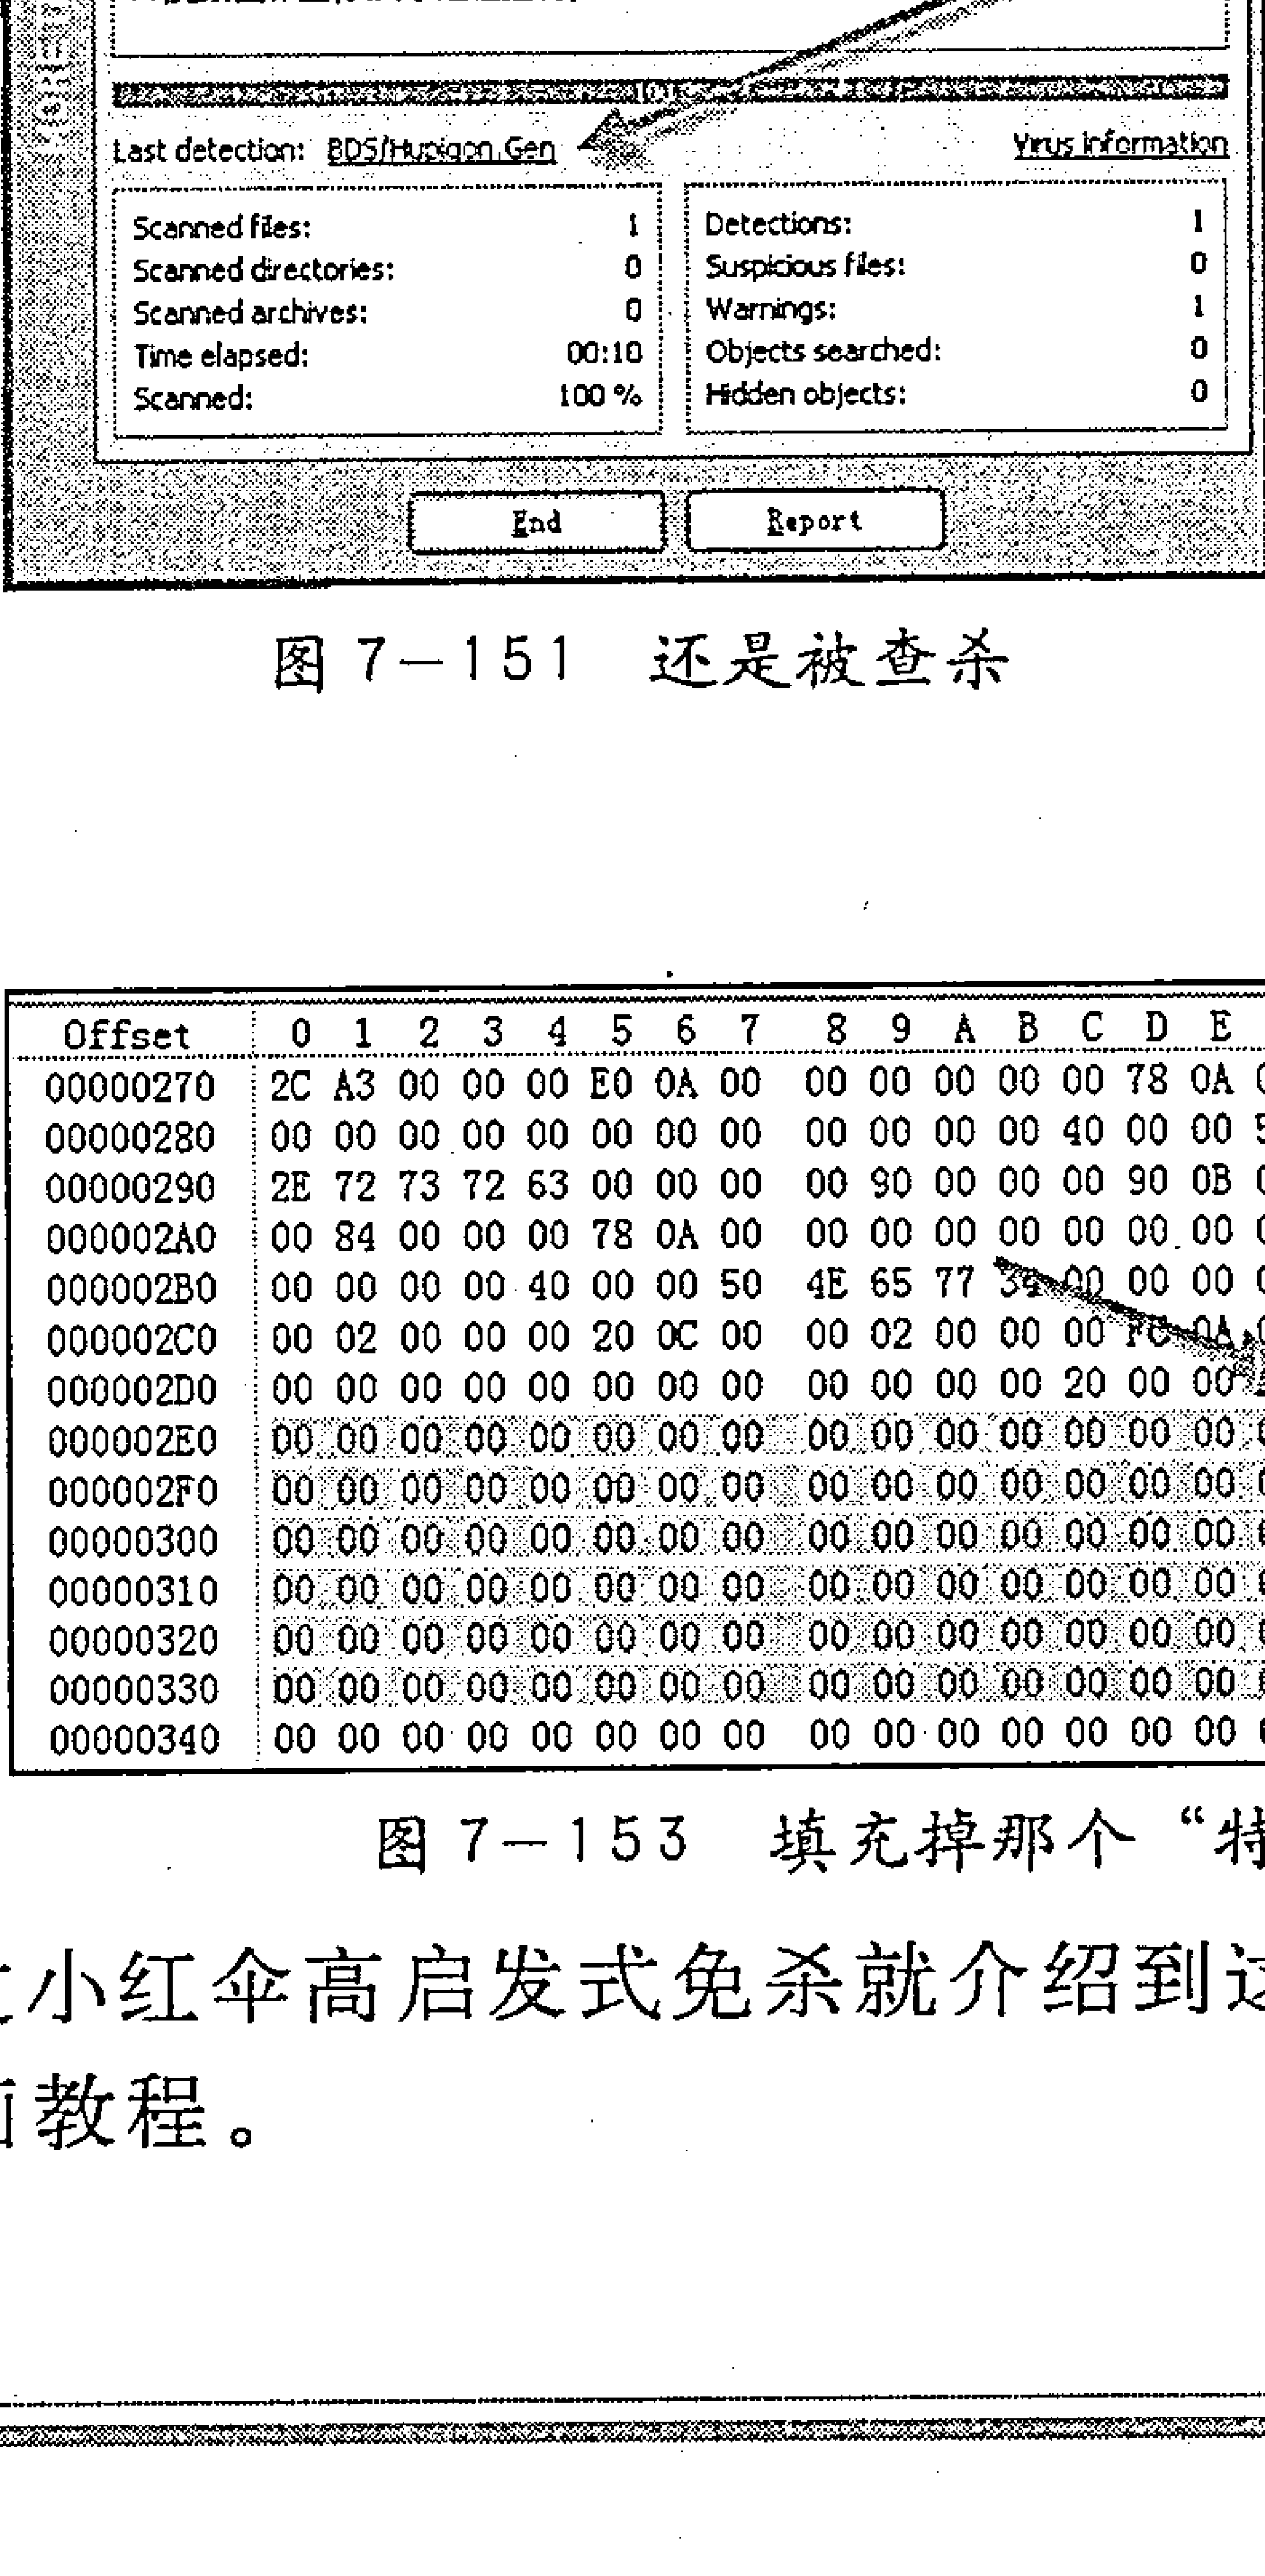 Last detection: BDS/Hupigon.Gen Virus information
Scanned files: 1
Scanned directories: 0
Scanned archives: 0
Time elapsed: 00:10
Scanned: 100 %
Detections: 1
Suspicious files: 0
Warnings: 1
Objects searched: 0
Hidden objects: 0
End Report
图 7-151 还是被查杀
Offset 0 1 2 3 4 5 6 7 8 9 A B C D E
00000270 2C A3 00 00 00 E0 0A 00 00 00 00 00 00 78 0A
00000280 00 00 00 00 00 00 00 00 00 00 00 00 40 00 00
00000290 2E 72 73 72 63 00 00 00 00 90 00 00 00 90 0B
000002A0 00 84 00 00 00 78 0A 00 00 00 00 00 00 00 00
000002B0 00 00 00 00 40 00 00 50 4E 65 77 34 00 00 00
000002C0 00 02 00 00 00 20 0C 00 00 02 00 00 00 FC 0A
000002D0 00 00 00 00 00 00 00 00 00 00 00 00 20 00 00
000002E0 00 00 00 00 00 00 00 00 00 00 00 00 00 00 00
000002F0 00 00 00 00 00 00 00 00 00 00 00 00 00 00 00
00000300 00 00 00 00 00 00 00 00 00 00 00 00 00 00 00
00000310 00 00 00 00 00 00 00 00 00 00 00 00 00 00 00
00000320 00 00 00 00 00 00 00 00 00 00 00 00 00 00 00
00000330 00 00 00 00 00 00 00 00 00 00 00 00 00 00 00
00000340 00 00 00 00 00 00 00 00 00 00 00 00 00 00 00
图 7-153 填充掉那个“特
小红伞高启发式免杀就介绍到这
教程。